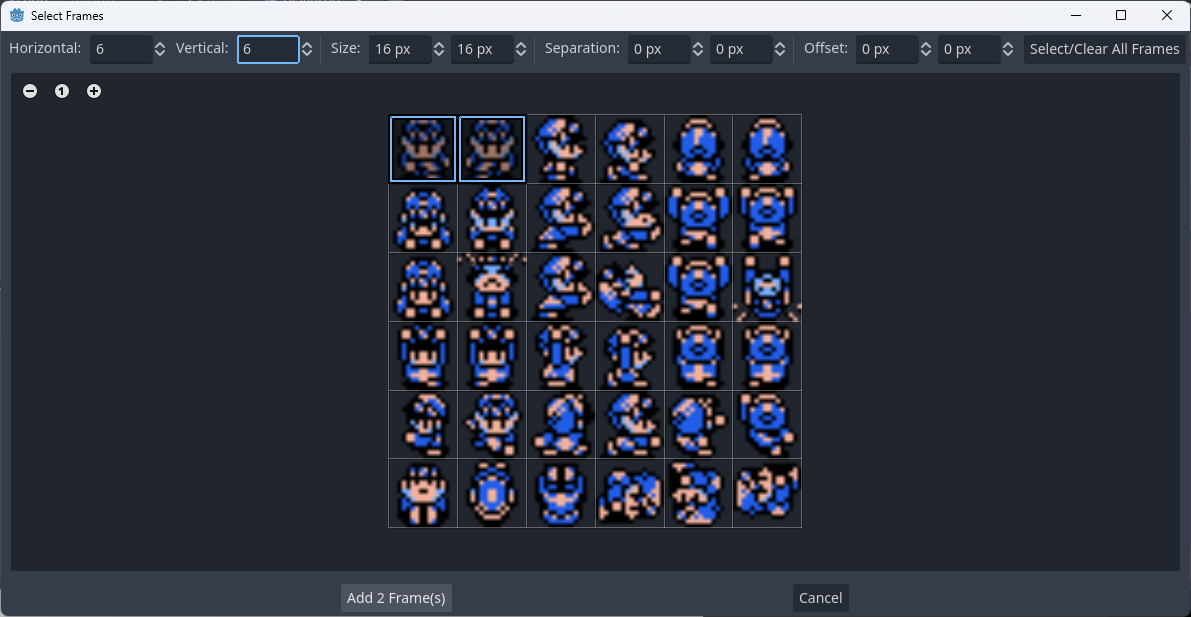 Select Frames
Horizontal: 6 Vertical: 6 Size: 16 px 16 px Separation: 0 px 0 px Offset: 0 px 0 px Select/Clear All Frames
1
Add 2 Frame(s) Cancel